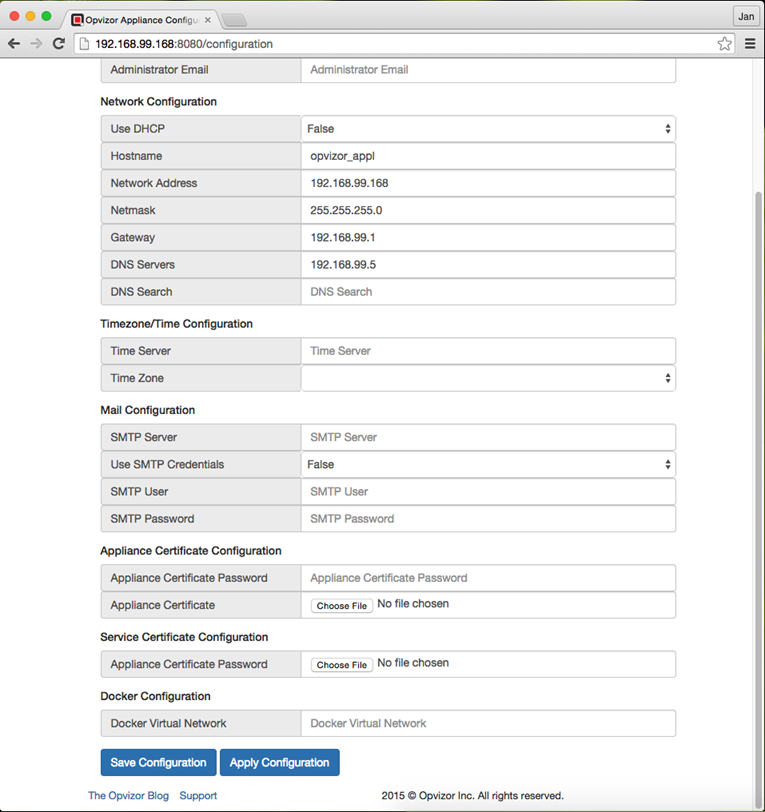 Opvizor Appliance Configu
Jan
192.168.99.168:8080/configuration
Administrator Email Administrator Email
Network Configuration
Use DHCP False
Hostname opvizor_appl
Network Address 192.168.99.168
Netmask 255.255.255.0
Gateway 192.168.99.1
DNS Servers 192.168.99.5
DNS Search DNS Search
Timezone/Time Configuration
Time Server Time Server
Time Zone
Mail Configuration
SMTP Server SMTP Server
Use SMTP Credentials False
SMTP User SMTP User
SMTP Password SMTP Password
Appliance Certificate Configuration
Appliance Certificate Password Appliance Certificate Password
Appliance Certificate Choose File No file chosen
Service Certificate Configuration
Appliance Certificate Password Choose File No file chosen
Docker Configuration
Docker Virtual Network Docker Virtual Network
Save Configuration Apply Configuration
The Opvizor Blog Support 2015 © Opvizor Inc. All rights reserved.